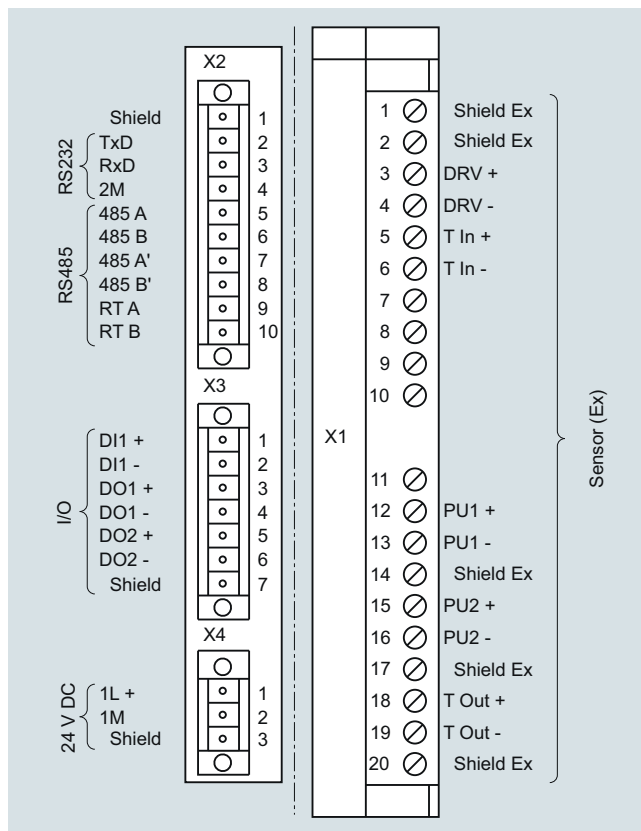 X2
RS232
Shield 1
TxD 2
RxD 3
2M 4
RS485
485 A 5
485 B 6
485 A' 7
485 B' 8
RT A 9
RT B 10
X3
I/O
DI1 + 1
DI1 - 2
DO1 + 3
DO1 - 4
DO2 + 5
DO2 - 6
Shield 7
X4
24 V DC
1L + 1
1M 2
Shield 3
X1
1 Shield Ex
2 Shield Ex
3 DRV +
4 DRV -
5 T In +
6 T In -
7
8
9
10
11
12 PU1 +
13 PU1 -
14 Shield Ex
15 PU2 +
16 PU2 -
17 Shield Ex
18 T Out +
19 T Out -
20 Shield Ex
Sensor (Ex)